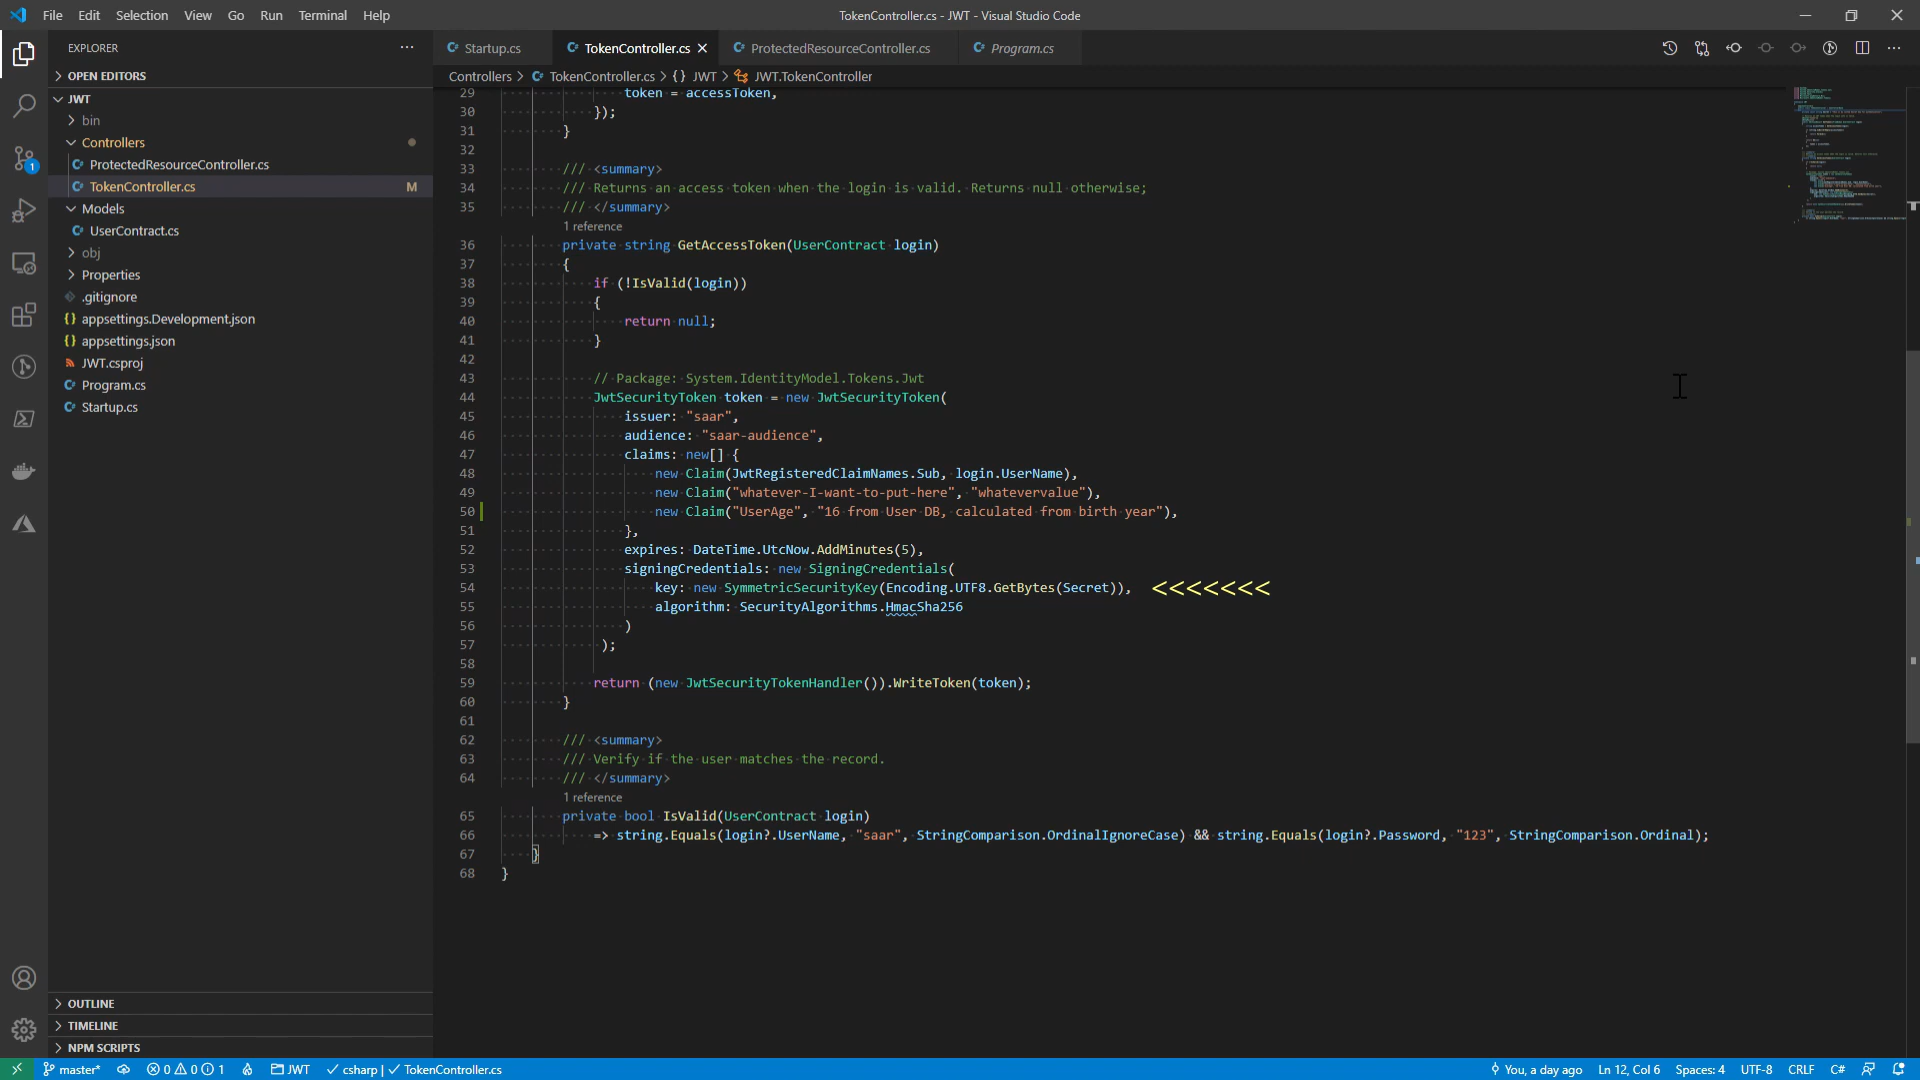 File Edit Selection View Go Run Terminal Help
TokenController.cs - JWT - Visual Studio Code
EXPLORER
OPEN EDITORS
JWT
bin
Controllers
ProtectedResourceController.cs
TokenController.cs M
Models
UserContract.cs
obj
Properties
.gitignore
appsettings.Development.json
appsettings.json
JWT.csproj
Program.cs
Startup.cs
OUTLINE
TIMELINE
NPM SCRIPTS
1
Startup.cs TokenController.cs ProtectedResourceController.cs Program.cs
Controllers > TokenController.cs > {} JWT > JWT.TokenController
29 token = accessToken,
30 });
31 }
32
33 /// <summary>
34 /// Returns an access token when the login is valid. Returns null otherwise;
35 /// </summary>
1 reference
36 private string GetAccessToken(UserContract login)
37 {
38 if (!IsValid(login))
39 {
40 return null;
41 }
42
43 // Package: System.IdentityModel.Tokens.Jwt
44 JwtSecurityToken token = new JwtSecurityToken(
45 issuer: "saar",
46 audience: "saar-audience",
47 claims: new[] {
48 new Claim(JwtRegisteredClaimNames.Sub, login.UserName),
49 new Claim("whatever-I-want-to-put-here", "whatevervalue"),
50 new Claim("UserAge", "16 from User DB, calculated from birth year"),
51 },
52 expires: DateTime.UtcNow.AddMinutes(5),
53 signingCredentials: new SigningCredentials(
54 key: new SymmetricSecurityKey(Encoding.UTF8.GetBytes(Secret)), <<<<<<<
55 algorithm: SecurityAlgorithms.HmacSha256
56 )
57 );
58
59 return (new JwtSecurityTokenHandler()).WriteToken(token);
60 }
61
62 /// <summary>
63 /// Verify if the user matches the record.
64 /// </summary>
1 reference
65 private bool IsValid(UserContract login)
66 => string.Equals(login?.UserName, "saar", StringComparison.OrdinalIgnoreCase) && string.Equals(login?.Password, "123", StringComparison.Ordinal);
67 }
68 }
master* 0 0 1 JWT csharp | TokenController.cs You, a day ago Ln 12, Col 6 Spaces: 4 UTF-8 CRLF C#